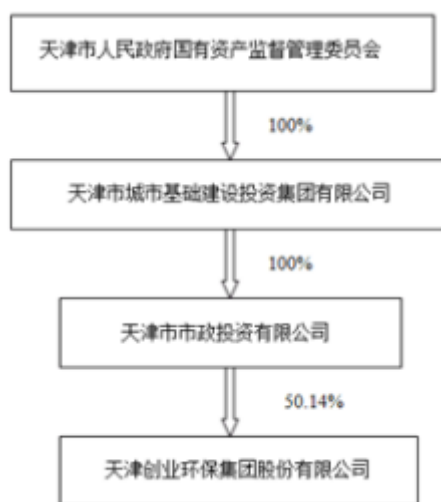 天津市人民政府国有资产监督管理委员会
100%
天津市城市基础建设投资集团有限公司
100%
天津市市政投资有限公司
50.14%
天津创业环保集团股份有限公司